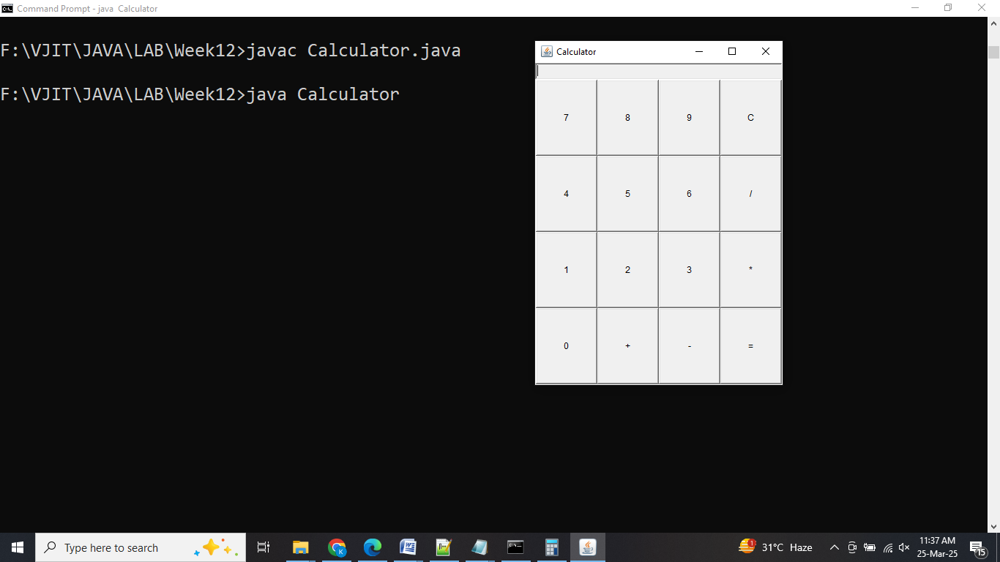 Command Prompt - java Calculator
F:\VJIT\JAVA\LAB\Week12>javac Calculator.java
F:\VJIT\JAVA\LAB\Week12>java Calculator
Calculator
7 8 9 C
4 5 6 /
1 2 3 *
0 + - =
Type here to search
31°C Haze
11:37 AM
25-Mar-25
1
15